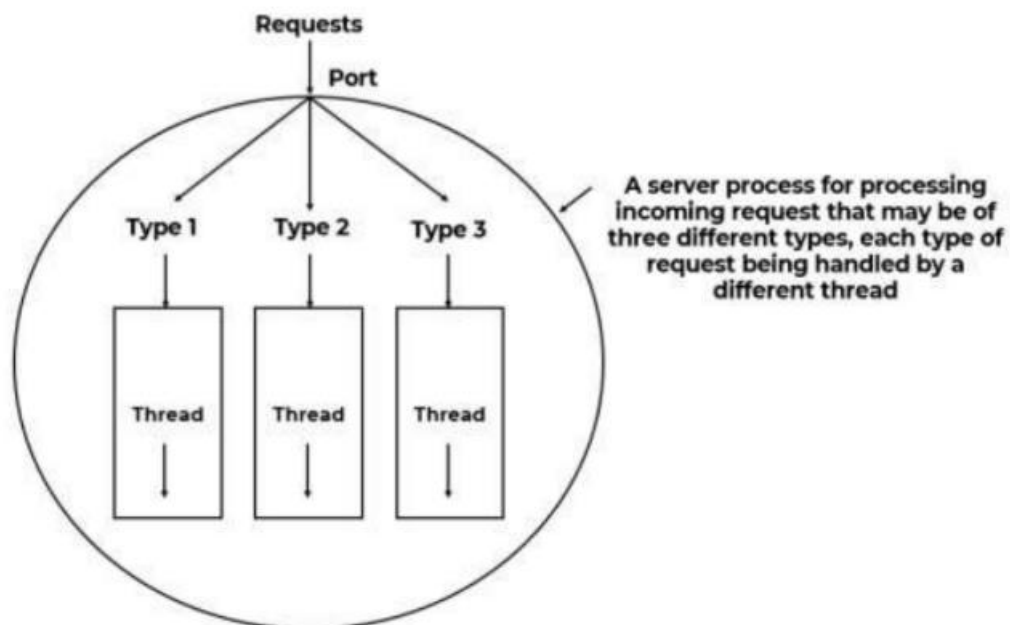 Requests
Port
Type 1
Type 2
Type 3
A server process for processing
incoming request that may be of
three different types, each type of
request being handled by a
different thread
Thread
Thread
Thread